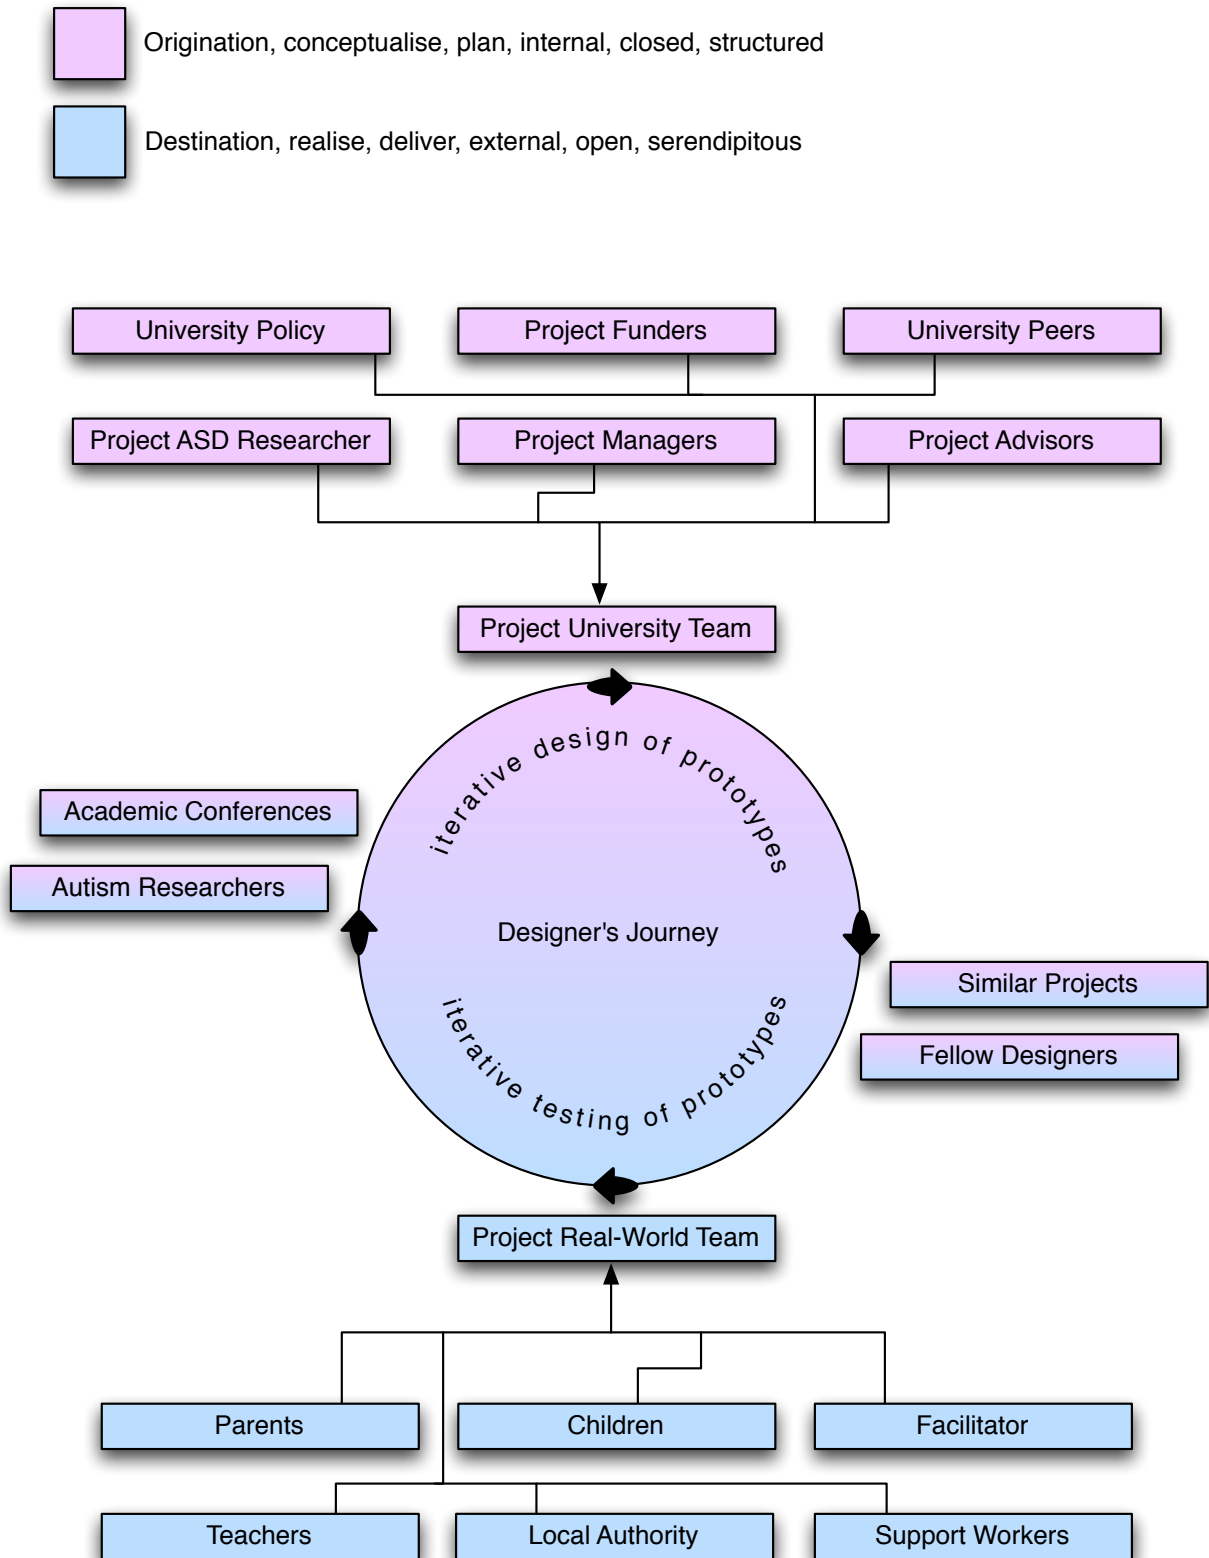 Origination, conceptualise, plan, internal, closed, structured
Destination, realise, deliver, external, open, serendipitous
University Policy
Project Funders
University Peers
Project ASD Researcher
Project Managers
Project Advisors
Project University Team
iterative design of prototypes
Academic Conferences
Autism Researchers
Designer's Journey
Similar Projects
Fellow Designers
iterative testing of prototypes
Project Real-World Team
Parents
Children
Facilitator
Teachers
Local Authority
Support Workers